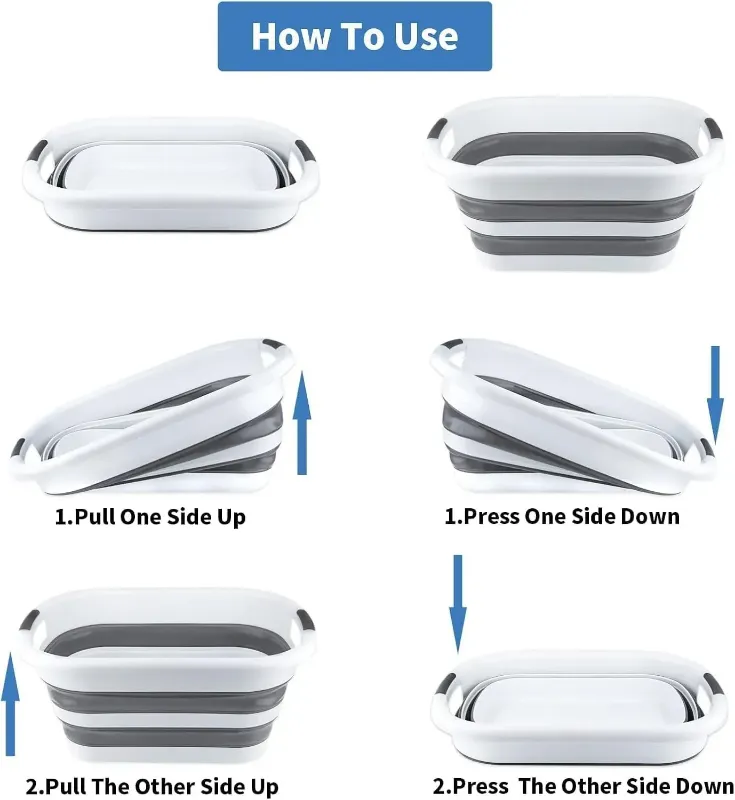 How To Use
1.Pull One Side Up
1.Press One Side Down
2.Pull The Other Side Up
2.Press The Other Side Down